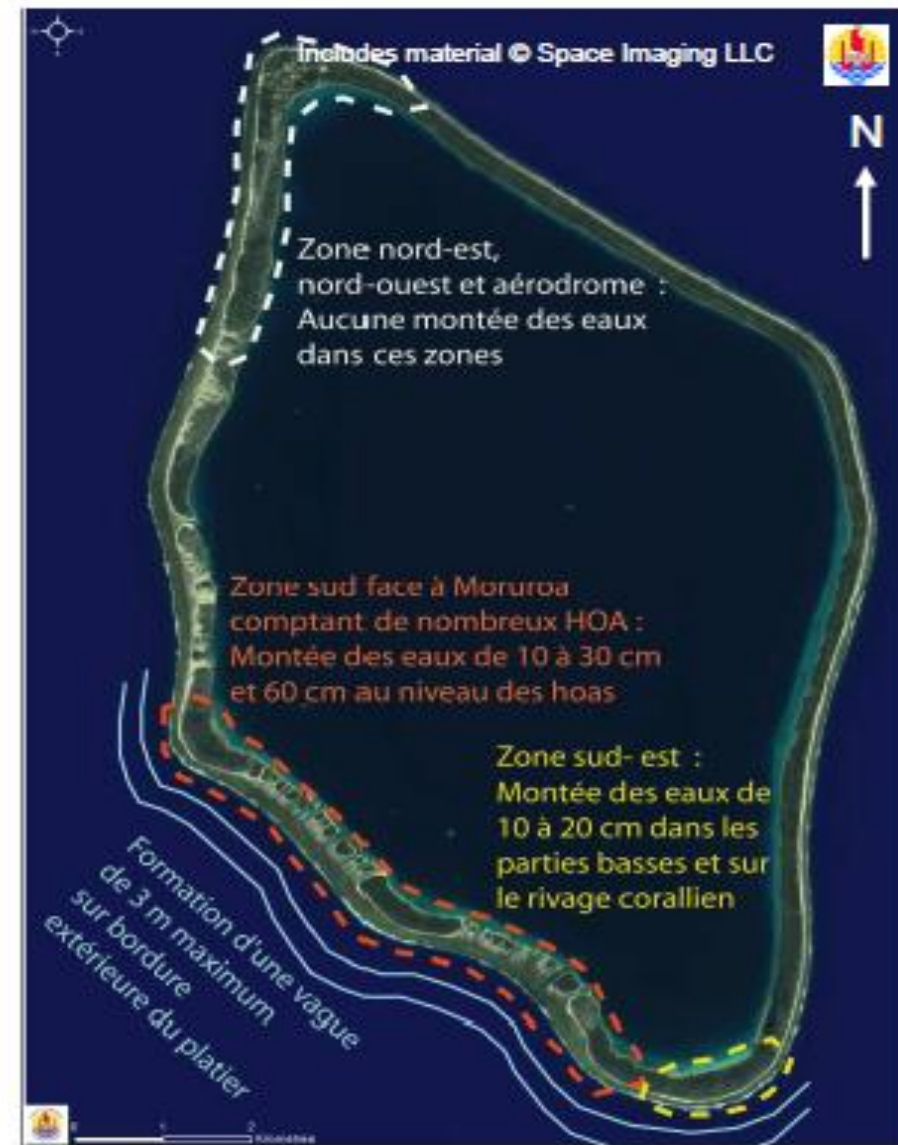 Includes material © Space Imaging LLC
N
Zone nord-est,
nord-ouest et aérodrome :
Aucune montée des eaux
dans ces zones
Zone sud face à Moruroa
comptant de nombreux HOA :
Montée des eaux de 10 à 30 cm
et 60 cm au niveau des hoas
Zone sud- est :
Montée des eaux de
10 à 20 cm dans les
parties basses et sur
le rivage corallien
Formation d'une vague
de 3 m maximum
sur bordure
extérieure du platier